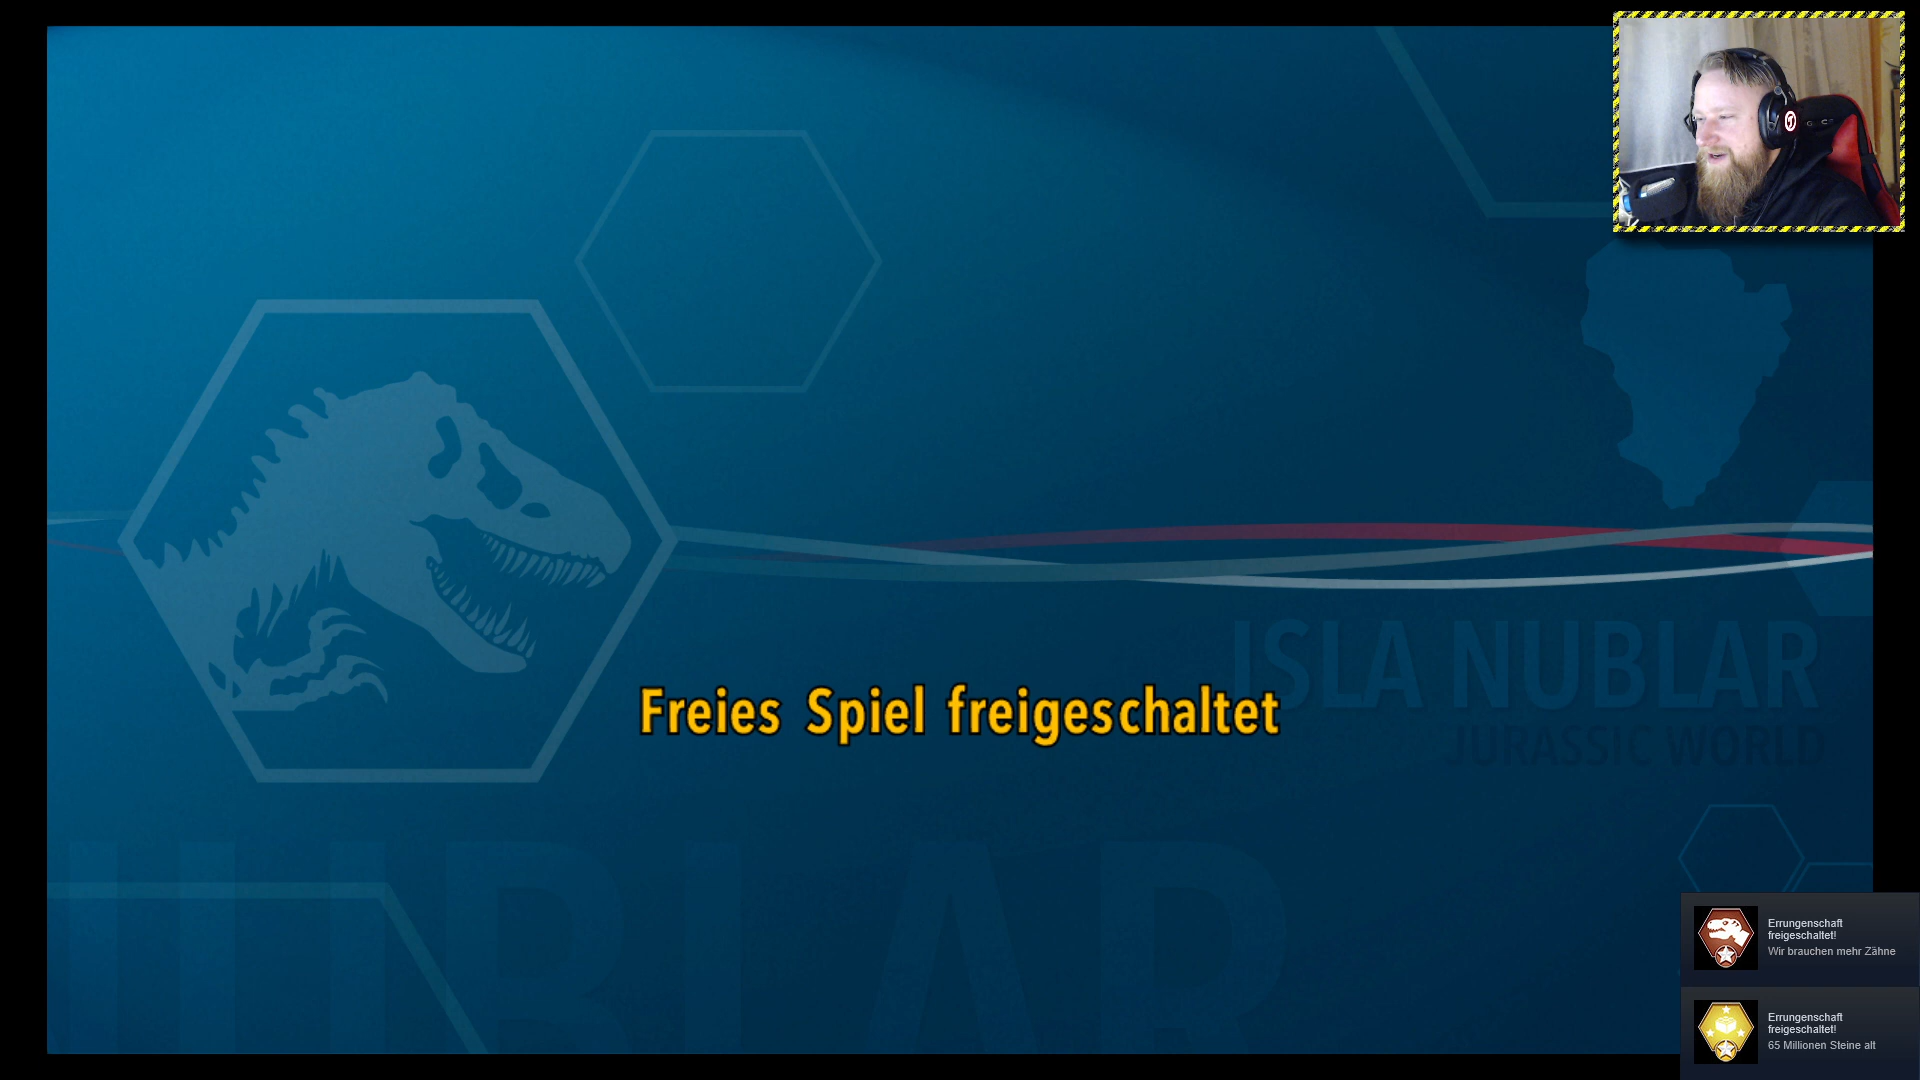 ISLA NUBLAR
Freies Spiel freigeschaltet
JURASSIC WORLD
UBLAR
Errungenschaft
freigeschaltet!
Wir brauchen mehr Zähne
Errungenschaft
freigeschaltet!
65 Millionen Steine alt